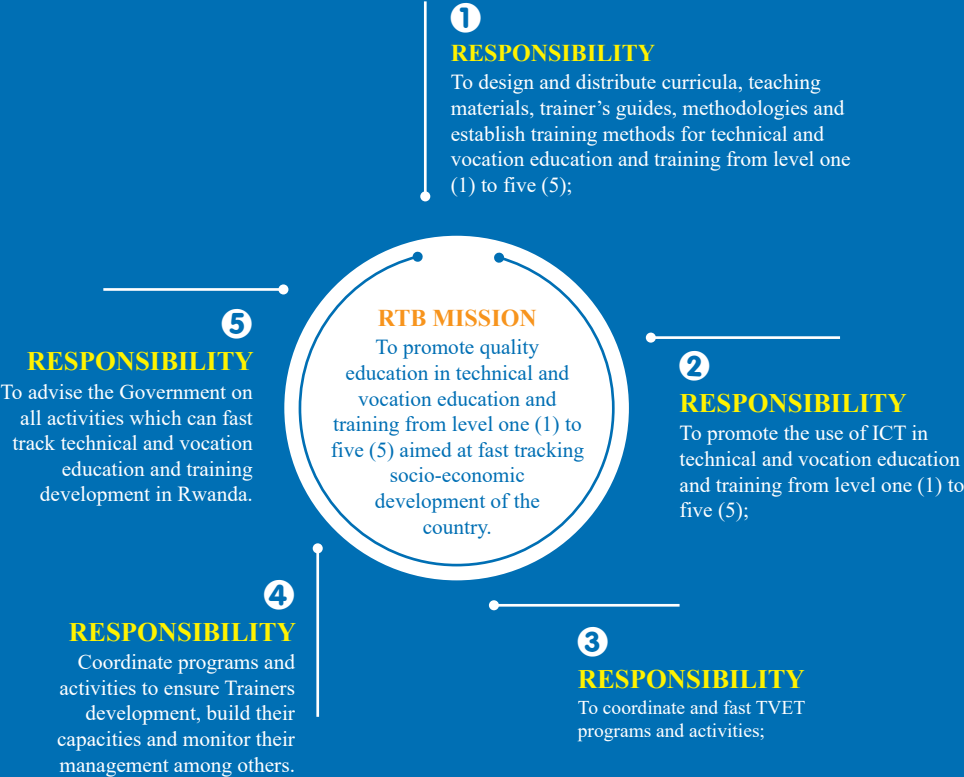 1
RESPONSIBILITY
To design and distribute curricula, teaching
materials, trainer’s guides, methodologies and
establish training methods for technical and
vocation education and training from level one
(1) to five (5);
RTB MISSION
To promote quality
education in technical and
vocation education and
training from level one (1) to
five (5) aimed at fast tracking
socio-economic
development of the
country.
2
RESPONSIBILITY
To promote the use of ICT in
technical and vocation education
and training from level one (1) to
five (5);
3
RESPONSIBILITY
To coordinate and fast TVET
programs and activities;
4
RESPONSIBILITY
Coordinate programs and
activities to ensure Trainers
development, build their
capacities and monitor their
management among others.
5
RESPONSIBILITY
To advise the Government on
all activities which can fast
track technical and vocation
education and training
development in Rwanda.